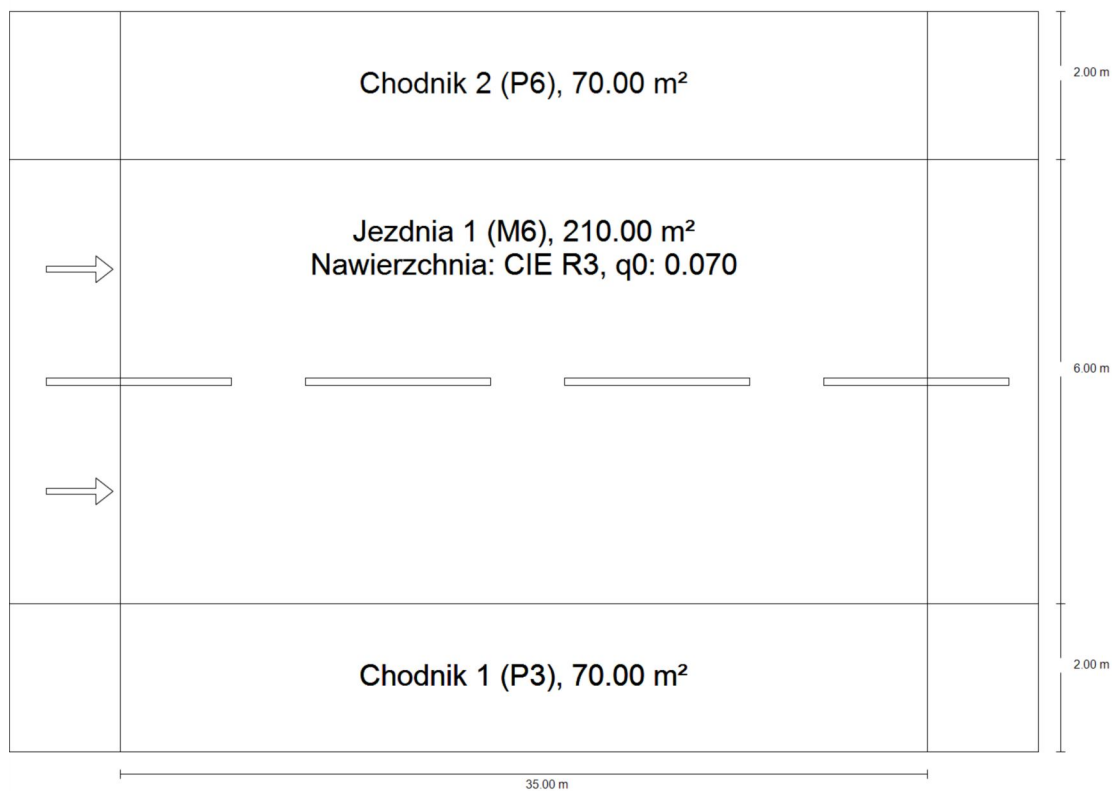 Chodnik 2 (P6), 70.00 m²
2.00 m
Jezdnia 1 (M6), 210.00 m²
Nawierzchnia: CIE R3, q0: 0.070
6.00 m
Chodnik 1 (P3), 70.00 m²
2.00 m
35.00 m